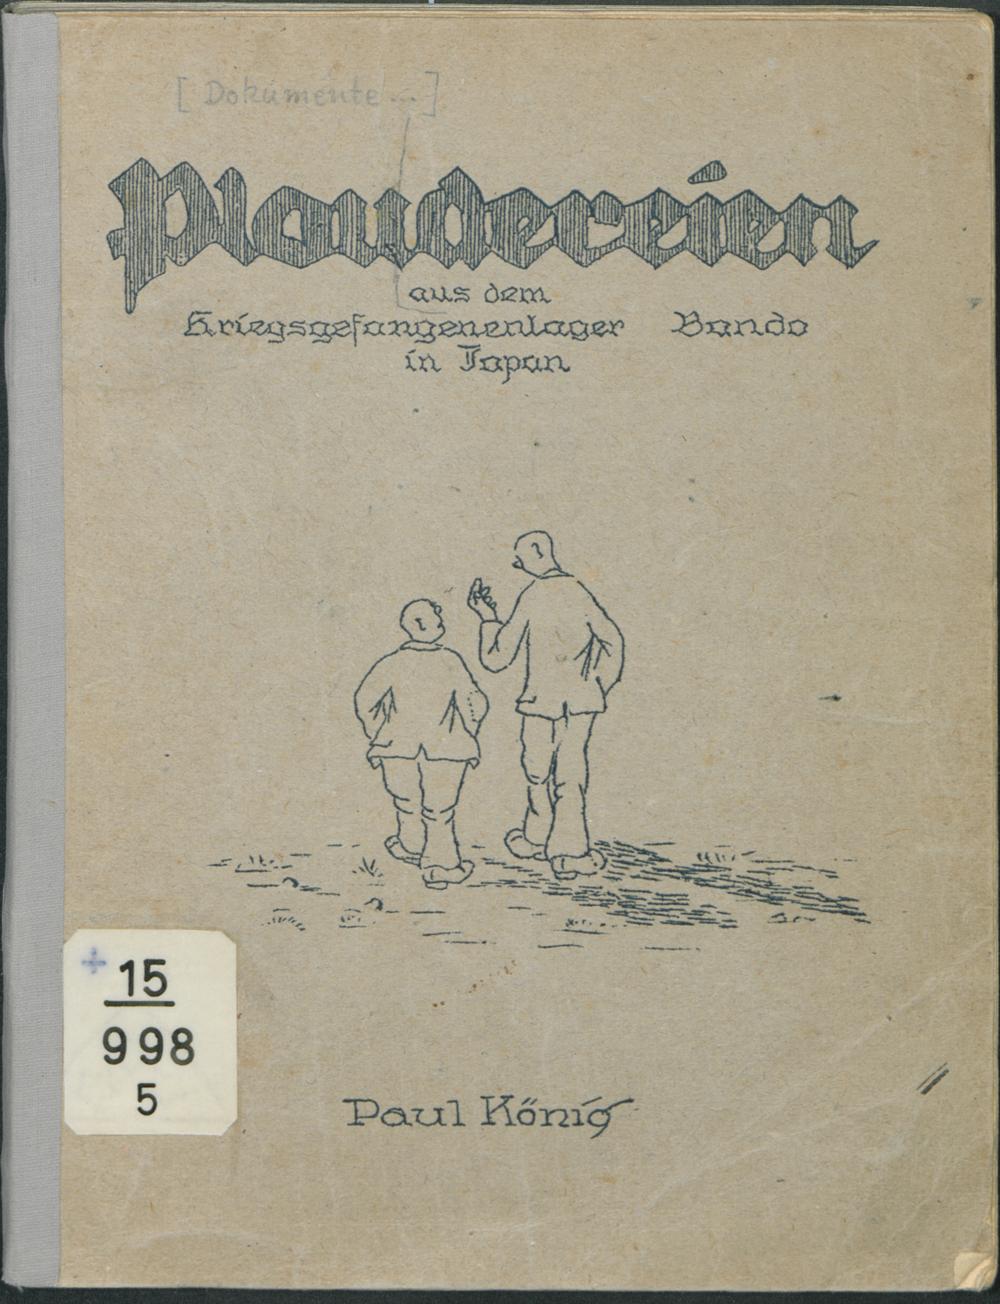 [Dokumente...]
Plaudereien
aus dem
Kriegsgefangenenlager Bando
in Japan
+ 15
998
5
Paul König